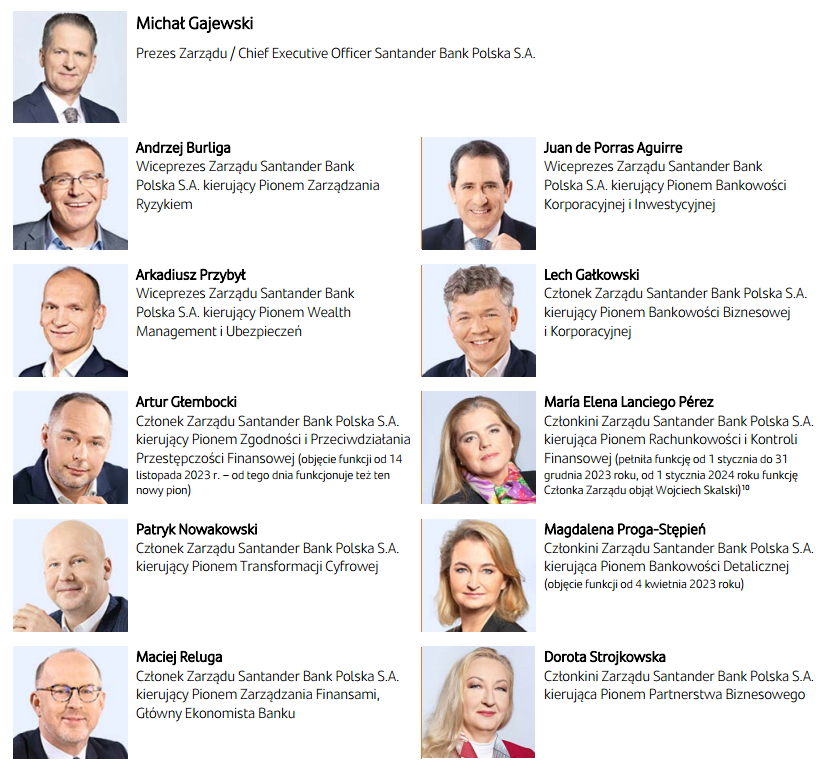 Michał Gajewski
Prezes Zarządu / Chief Executive Officer Santander Bank Polska S.A.
Andrzej Burliga
Wiceprezes Zarządu Santander Bank
Polska S.A. kierujący Pionem Zarządzania
Ryzykiem
Juan de Porras Aguirre
Wiceprezes Zarządu Santander Bank
Polska S.A. kierujący Pionem Bankowości
Korporacyjnej i Inwestycyjnej
Arkadiusz Przybył
Wiceprezes Zarządu Santander Bank
Polska S.A. kierujący Pionem Wealth
Management i Ubezpieczeń
Lech Gałkowski
Członek Zarządu Santander Bank Polska S.A.
kierujący Pionem Bankowości Biznesowej
i Korporacyjnej
Artur Głembocki
Członek Zarządu Santander Bank Polska S.A.
kierujący Pionem Zgodności i Przeciwdziałania
Przestępczości Finansowej (objęcie funkcji od 14
listopada 2023 r. – od tego dnia funkcjonuje też ten
nowy pion)
María Elena Lanciego Pérez
Członkini Zarządu Santander Bank Polska S.A.
kierująca Pionem Rachunkowości i Kontroli
Finansowej (pełniła funkcję od 1 stycznia do 31
grudnia 2023 roku, od 1 stycznia 2024 roku funkcję
Członka Zarządu objął Wojciech Skalski)¹⁰
Patryk Nowakowski
Członek Zarządu Santander Bank Polska S.A.
kierujący Pionem Transformacji Cyfrowej
Magdalena Proga-Stępień
Członkini Zarządu Santander Bank Polska S.A.
kierująca Pionem Bankowości Detalicznej
(objęcie funkcji od 4 kwietnia 2023 roku)
Maciej Reluga
Członek Zarządu Santander Bank Polska S.A.
kierujący Pionem Zarządzania Finansami,
Główny Ekonomista Banku
Dorota Strojkowska
Członkini Zarządu Santander Bank Polska S.A.
kierująca Pionem Partnerstwa Biznesowego